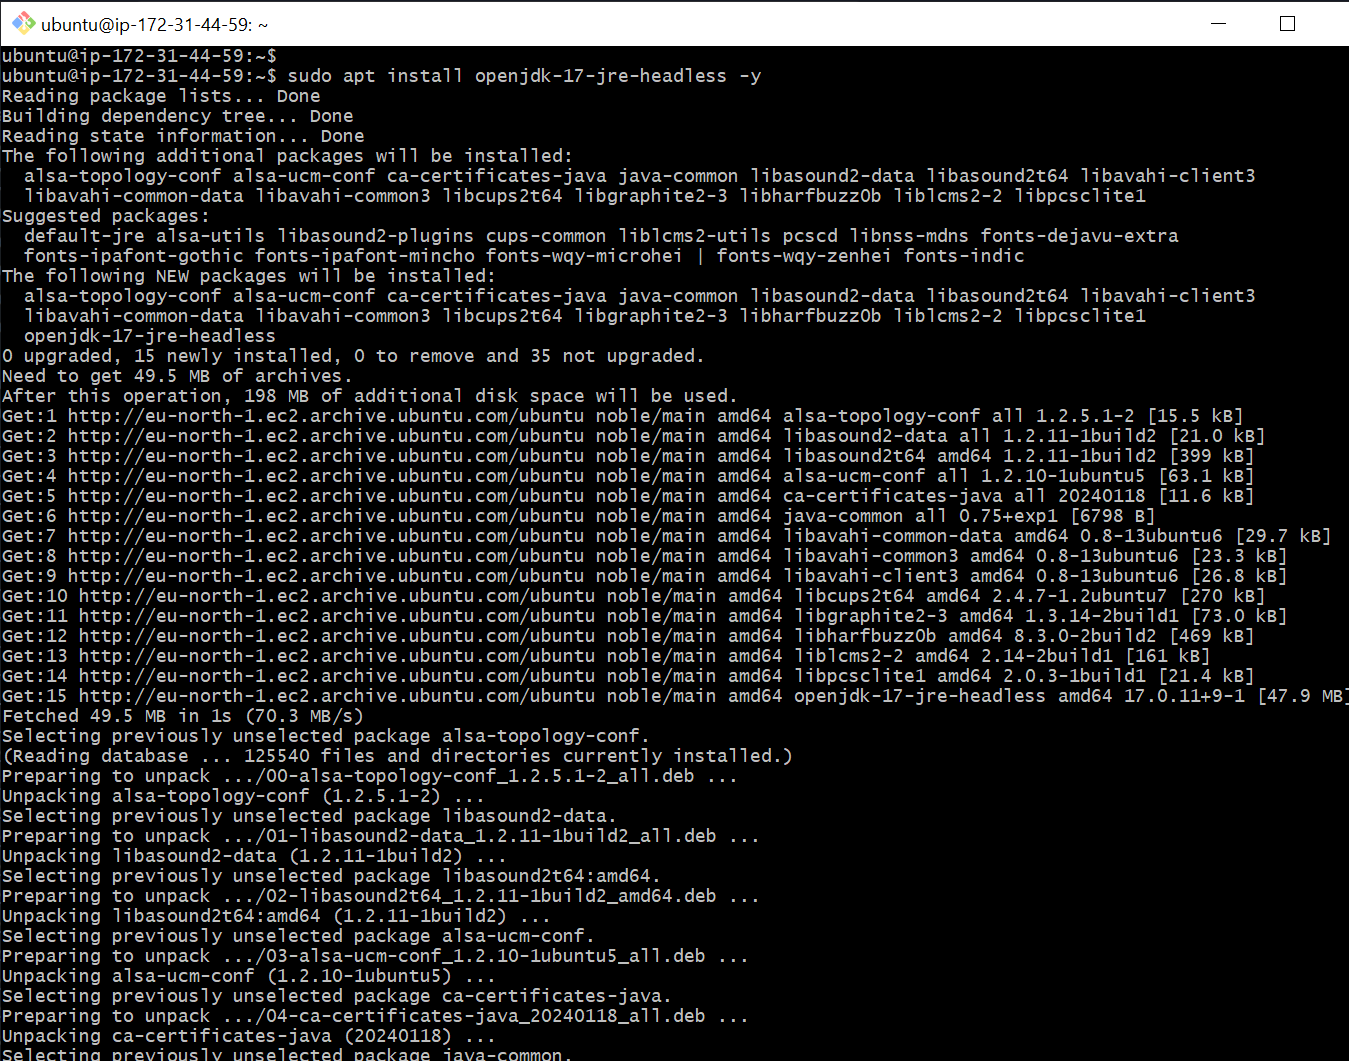 ubuntu@ip-172-31-44-59: ~
ubuntu@ip-172-31-44-59:~$
ubuntu@ip-172-31-44-59:~$ sudo apt install openjdk-17-jre-headless -y
Reading package lists... Done
Building dependency tree... Done
Reading state information... Done
The following additional packages will be installed:
  alsa-topology-conf alsa-ucm-conf ca-certificates-java java-common libasound2-data libasound2t64 libavahi-client3
  libavahi-common-data libavahi-common3 libcups2t64 libgraphite2-3 libharfbuzz0b liblcms2-2 libpcsclite1
Suggested packages:
  default-jre alsa-utils libasound2-plugins cups-common liblcms2-utils pcscd libnss-mdns fonts-dejavu-extra
  fonts-ipafont-gothic fonts-ipafont-mincho fonts-wqy-microhei | fonts-wqy-zenhei fonts-indic
The following NEW packages will be installed:
  alsa-topology-conf alsa-ucm-conf ca-certificates-java java-common libasound2-data libasound2t64 libavahi-client3
  libavahi-common-data libavahi-common3 libcups2t64 libgraphite2-3 libharfbuzz0b liblcms2-2 libpcsclite1
  openjdk-17-jre-headless
0 upgraded, 15 newly installed, 0 to remove and 35 not upgraded.
Need to get 49.5 MB of archives.
After this operation, 198 MB of additional disk space will be used.
Get:1 http://eu-north-1.ec2.archive.ubuntu.com/ubuntu noble/main amd64 alsa-topology-conf all 1.2.5.1-2 [15.5 kB]
Get:2 http://eu-north-1.ec2.archive.ubuntu.com/ubuntu noble/main amd64 libasound2-data all 1.2.11-1build2 [21.0 kB]
Get:3 http://eu-north-1.ec2.archive.ubuntu.com/ubuntu noble/main amd64 libasound2t64 amd64 1.2.11-1build2 [399 kB]
Get:4 http://eu-north-1.ec2.archive.ubuntu.com/ubuntu noble/main amd64 alsa-ucm-conf all 1.2.10-1ubuntu5 [63.1 kB]
Get:5 http://eu-north-1.ec2.archive.ubuntu.com/ubuntu noble/main amd64 ca-certificates-java all 20240118 [11.6 kB]
Get:6 http://eu-north-1.ec2.archive.ubuntu.com/ubuntu noble/main amd64 java-common all 0.75+exp1 [6798 B]
Get:7 http://eu-north-1.ec2.archive.ubuntu.com/ubuntu noble/main amd64 libavahi-common-data amd64 0.8-13ubuntu6 [29.7 kB]
Get:8 http://eu-north-1.ec2.archive.ubuntu.com/ubuntu noble/main amd64 libavahi-common3 amd64 0.8-13ubuntu6 [23.3 kB]
Get:9 http://eu-north-1.ec2.archive.ubuntu.com/ubuntu noble/main amd64 libavahi-client3 amd64 0.8-13ubuntu6 [26.8 kB]
Get:10 http://eu-north-1.ec2.archive.ubuntu.com/ubuntu noble/main amd64 libcups2t64 amd64 2.4.7-1.2ubuntu7 [270 kB]
Get:11 http://eu-north-1.ec2.archive.ubuntu.com/ubuntu noble/main amd64 libgraphite2-3 amd64 1.3.14-2build1 [73.0 kB]
Get:12 http://eu-north-1.ec2.archive.ubuntu.com/ubuntu noble/main amd64 libharfbuzz0b amd64 8.3.0-2build2 [469 kB]
Get:13 http://eu-north-1.ec2.archive.ubuntu.com/ubuntu noble/main amd64 liblcms2-2 amd64 2.14-2build1 [161 kB]
Get:14 http://eu-north-1.ec2.archive.ubuntu.com/ubuntu noble/main amd64 libpcsclite1 amd64 2.0.3-1build1 [21.4 kB]
Get:15 http://eu-north-1.ec2.archive.ubuntu.com/ubuntu noble/main amd64 openjdk-17-jre-headless amd64 17.0.11+9-1 [47.9 MB]
Fetched 49.5 MB in 1s (70.3 MB/s)
Selecting previously unselected package alsa-topology-conf.
(Reading database ... 125540 files and directories currently installed.)
Preparing to unpack .../00-alsa-topology-conf_1.2.5.1-2_all.deb ...
Unpacking alsa-topology-conf (1.2.5.1-2) ...
Selecting previously unselected package libasound2-data.
Preparing to unpack .../01-libasound2-data_1.2.11-1build2_all.deb ...
Unpacking libasound2-data (1.2.11-1build2) ...
Selecting previously unselected package libasound2t64:amd64.
Preparing to unpack .../02-libasound2t64_1.2.11-1build2_amd64.deb ...
Unpacking libasound2t64:amd64 (1.2.11-1build2) ...
Selecting previously unselected package alsa-ucm-conf.
Preparing to unpack .../03-alsa-ucm-conf_1.2.10-1ubuntu5_all.deb ...
Unpacking alsa-ucm-conf (1.2.10-1ubuntu5) ...
Selecting previously unselected package ca-certificates-java.
Preparing to unpack .../04-ca-certificates-java_20240118_all.deb ...
Unpacking ca-certificates-java (20240118) ...
Selecting previously unselected package java-common.